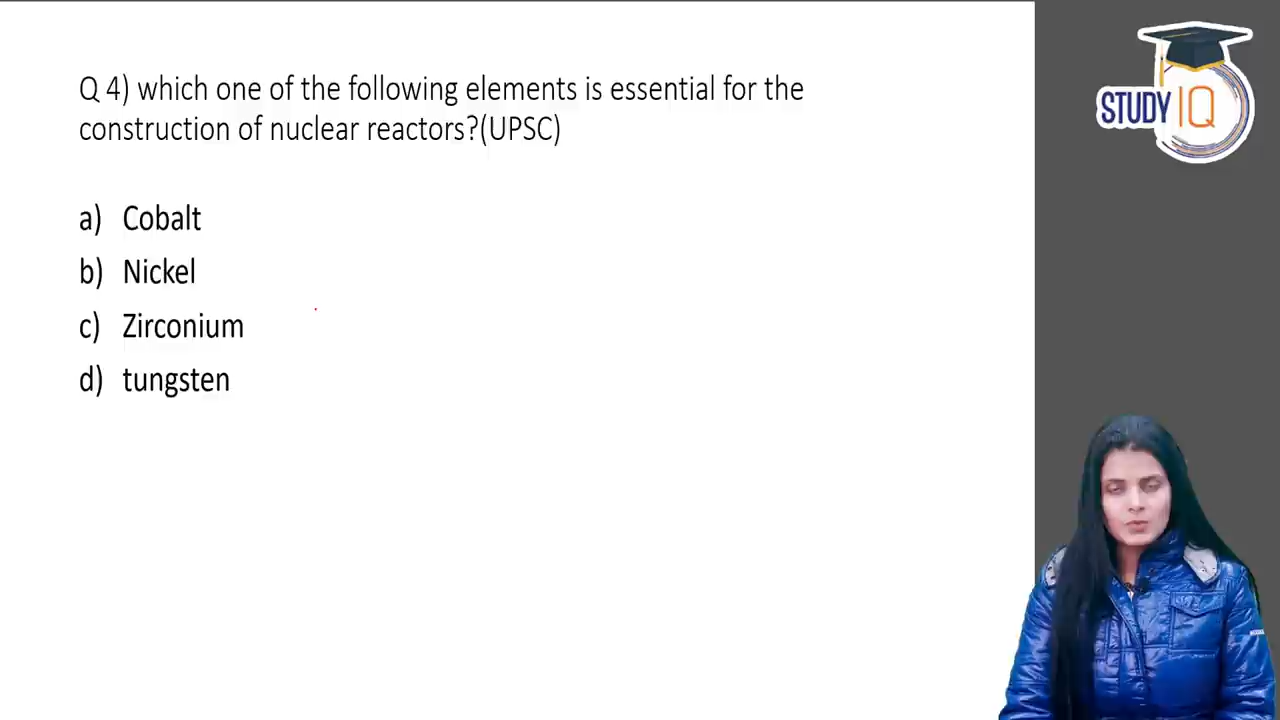 Q 4) which one of the following elements is essential for the
construction of nuclear reactors?(UPSC)
a) Cobalt
b) Nickel
c) Zirconium
d) tungsten
STUDY IQ